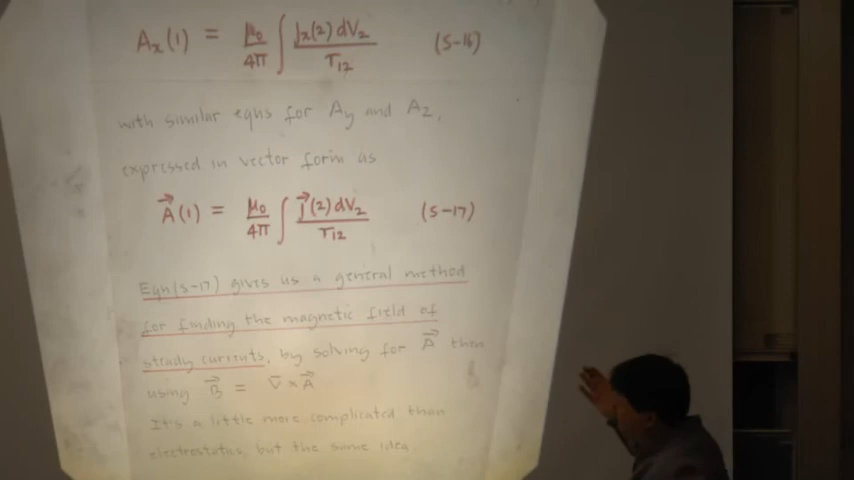 Ax(1) = μ0/4π ∫ jx(2) dV2 / r12 (5-16)
with similar eqns for Ay and Az,
expressed in vector form as
A⃗(1) = μ0/4π ∫ j⃗(2) dV2 / r12 (5-17)
Eqn(5-17) gives us a general method
for finding the magnetic field of
steady currents, by solving for A⃗ then
using B⃗ = ∇ × A⃗
It's a little more complicated than
electrostatics, but the same idea.